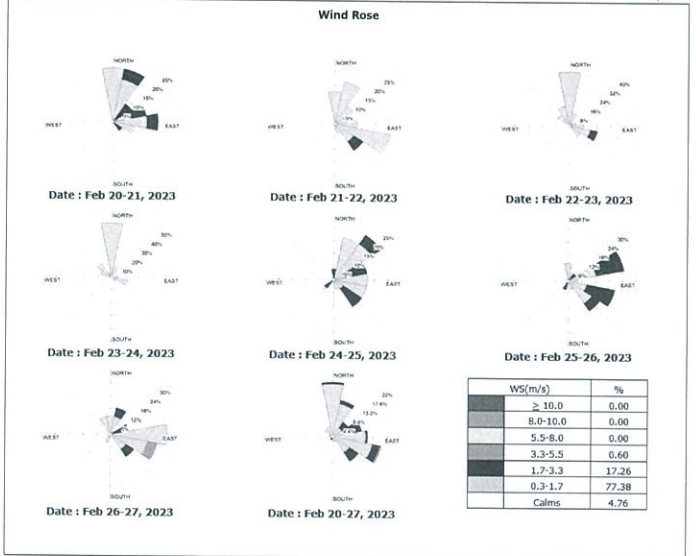 Wind Rose
NORTH
25%
20%
15%
10%
WEST
EAST
SOUTH
Date : Feb 20-21, 2023
NORTH
25%
20%
15%
10%
5%
WEST
EAST
SOUTH
Date : Feb 21-22, 2023
NORTH
40%
32%
24%
16%
8%
WEST
EAST
SOUTH
Date : Feb 22-23, 2023
NORTH
50%
40%
30%
20%
10%
WEST
EAST
SOUTH
Date : Feb 23-24, 2023
NORTH
25%
15%
WEST
EAST
SOUTH
Date : Feb 24-25, 2023
NORTH
30%
24%
18%
12%
6%
WEST
EAST
SOUTH
Date : Feb 25-26, 2023
NORTH
30%
24%
18%
12%
WEST
EAST
SOUTH
Date : Feb 26-27, 2023
NORTH
22%
17.6%
13.2%
8.8%
WEST
EAST
SOUTH
Date : Feb 20-27, 2023
WS(m/s) %
≥ 10.0 0.00
8.0-10.0 0.00
5.5-8.0 0.00
3.3-5.5 0.60
1.7-3.3 17.26
0.3-1.7 77.38
Calms 4.76